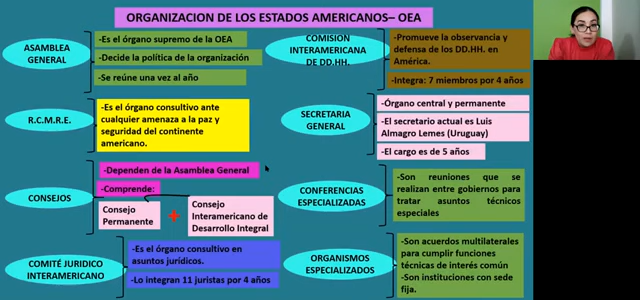 ORGANIZACION DE LOS ESTADOS AMERICANOS– OEA
ASAMBLEA
GENERAL
-Es el órgano supremo de la OEA
-Decide la política de la organización
-Se reúne una vez al año
R.C.M.R.E.
-Es el órgano consultivo ante
cualquier amenaza a la paz y
seguridad del continente
americano.
CONSEJOS
-Dependen de la Asamblea General
-Comprende:
Consejo
Permanente
+
Consejo
Interamericano de
Desarrollo Integral
COMITÉ JURIDICO
INTERAMERICANO
-Es el órgano consultivo en
asuntos jurídicos.
-Lo integran 11 juristas por 4 años
COMISION
INTERAMERICANA
DE DD.HH.
-Promueve la observancia y
defensa de los DD.HH. en
América.
-Integra: 7 miembros por 4 años
SECRETARIA
GENERAL
-Órgano central y permanente
-El secretario actual es Luis
Almagro Lemes (Uruguay)
-El cargo es de 5 años
CONFERENCIAS
ESPECIALIZADAS
-Son reuniones que se
realizan entre gobiernos para
tratar asuntos técnicos
especiales
ORGANISMOS
ESPECIALIZADOS
-Son acuerdos multilaterales
para cumplir funciones
técnicas de interés común
-Son instituciones con sede
fija.